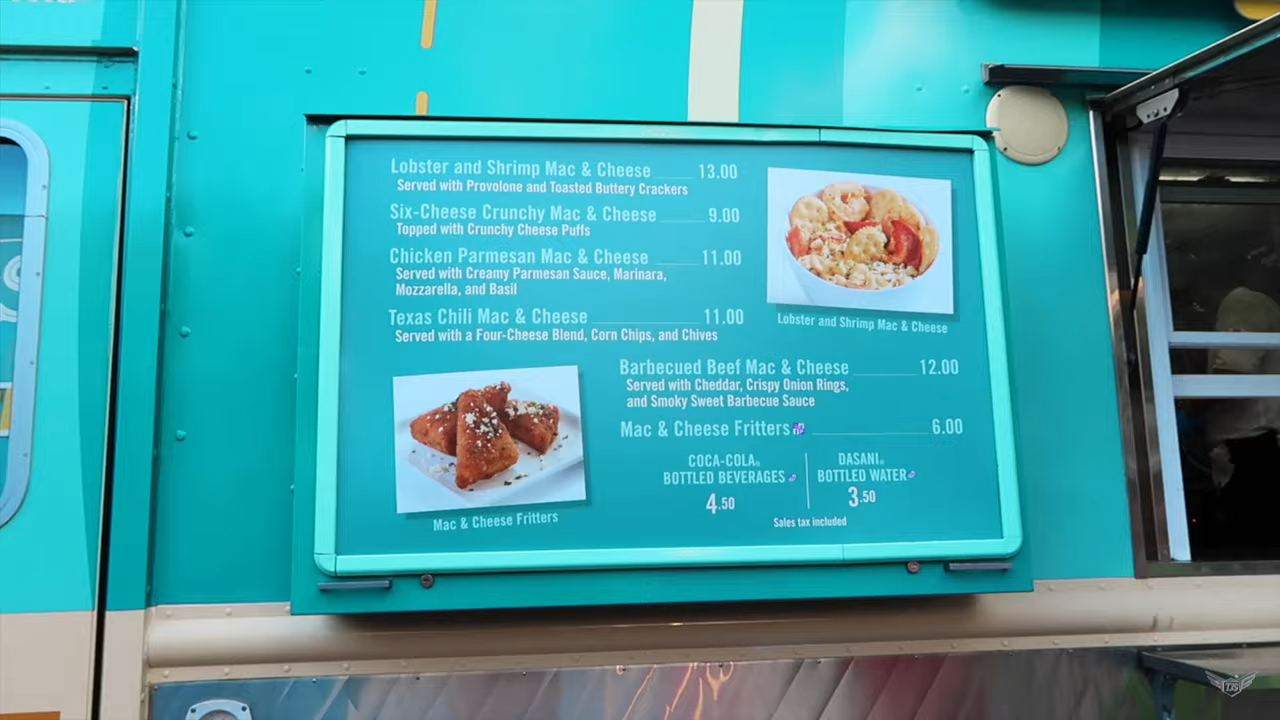 Lobster and Shrimp Mac & Cheese 13.00
Served with Provolone and Toasted Buttery Crackers
Six-Cheese Crunchy Mac & Cheese 9.00
Topped with Crunchy Cheese Puffs
Chicken Parmesan Mac & Cheese 11.00
Served with Creamy Parmesan Sauce, Marinara,
Mozzarella, and Basil
Texas Chili Mac & Cheese 11.00
Served with a Four-Cheese Blend, Corn Chips, and Chives
Lobster and Shrimp Mac & Cheese
Barbecued Beef Mac & Cheese 12.00
Served with Cheddar, Crispy Onion Rings,
and Smoky Sweet Barbecue Sauce
Mac & Cheese Fritters 6.00
Mac & Cheese Fritters
COCA-COLA®
BOTTLED BEVERAGES
4.50
DASANI®
BOTTLED WATER
3.50
Sales tax included
TJS